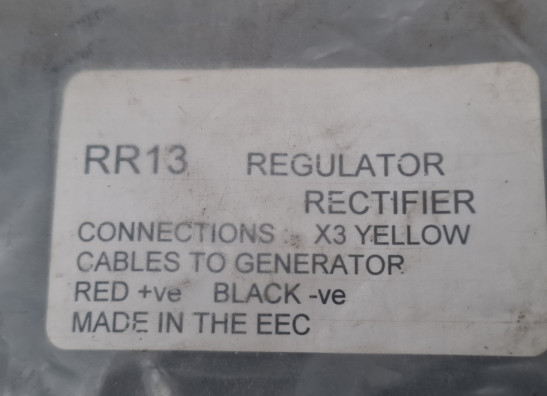 RR13 REGULATOR
RECTIFIER
CONNECTIONS : X3 YELLOW
CABLES TO GENERATOR
RED +ve BLACK -ve
MADE IN THE EEC